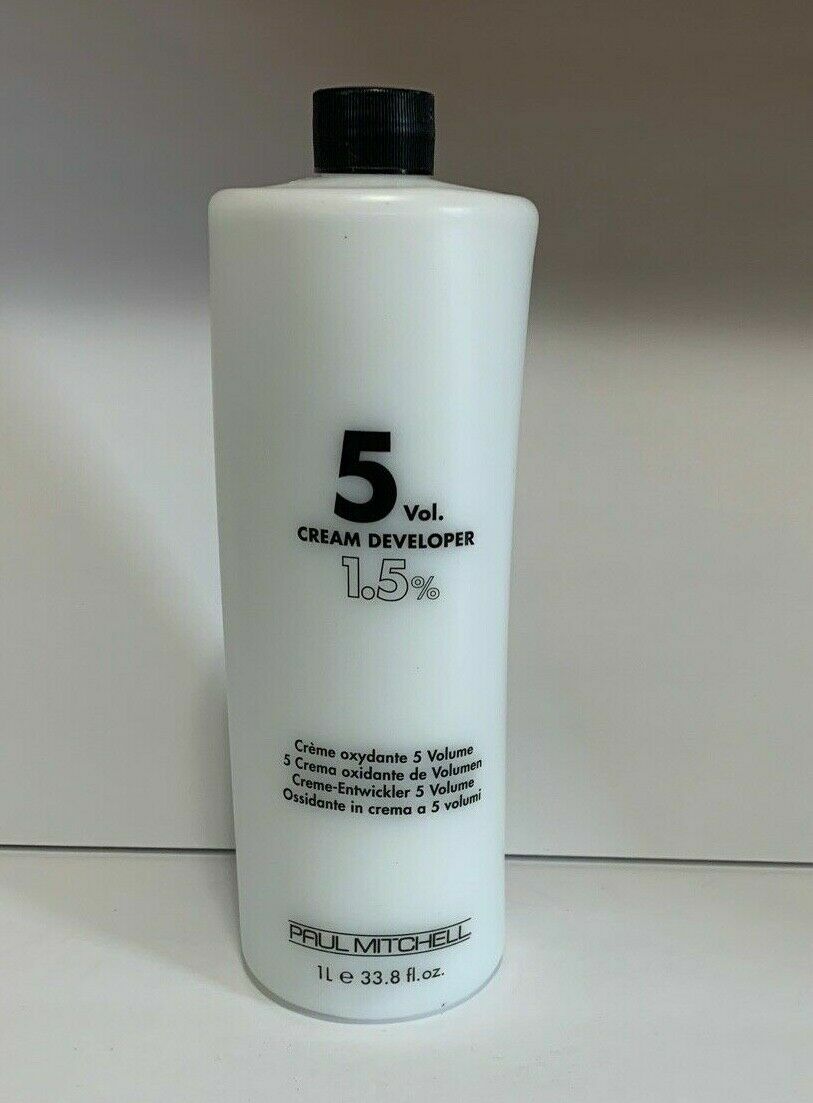 5 Vol.
CREAM DEVELOPER
1.5%
Crème oxydante 5 Volume
5 Crema oxidante de Volumen
Creme-Entwickler 5 Volume
Ossidante in crema a 5 volumi
PAUL MITCHELL
1L e 33.8 fl.oz.